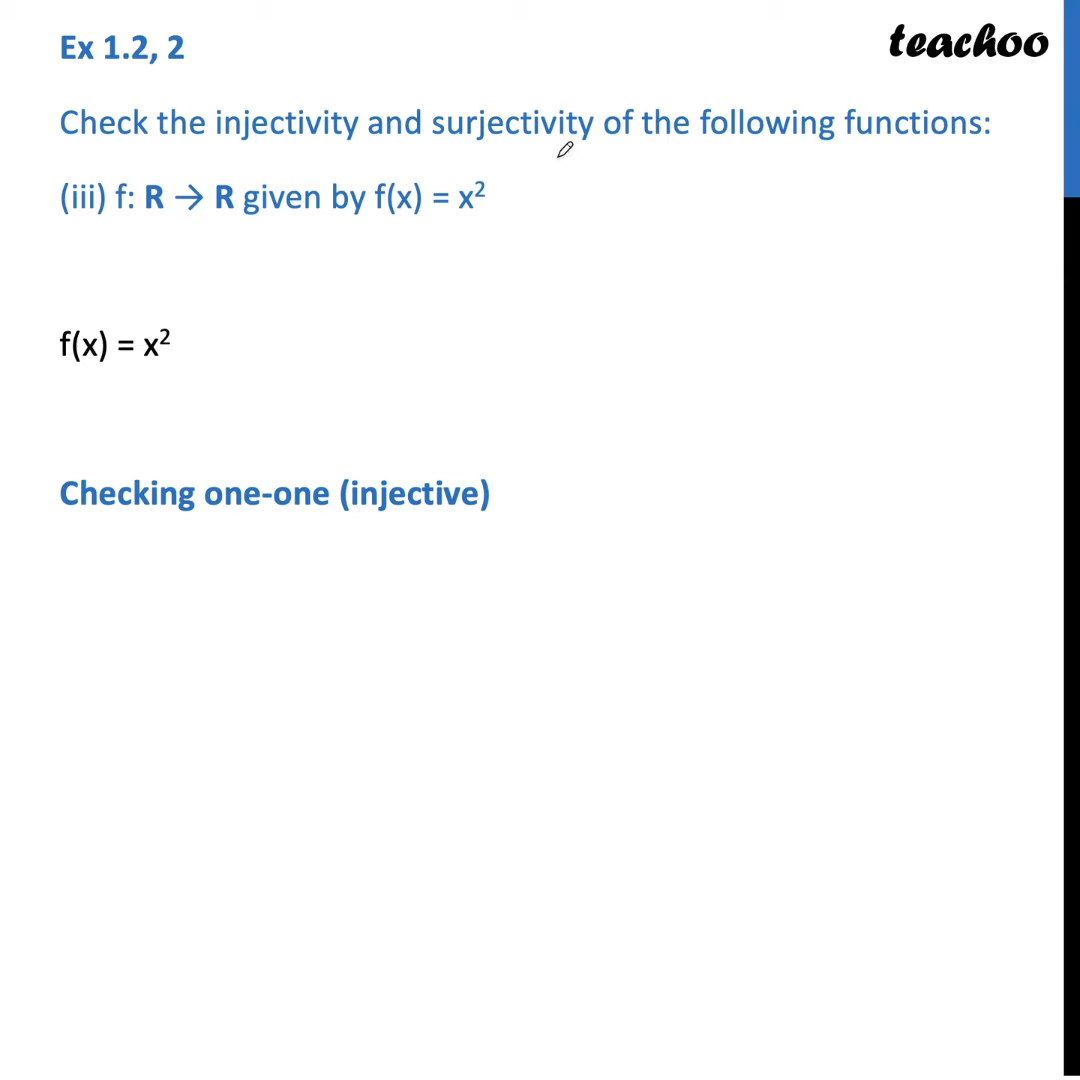 Ex 1.2, 2
teachoo
Check the injectivity and surjectivity of the following functions:
(iii) f: R → R given by f(x) = x²
f(x) = x²
Checking one-one (injective)